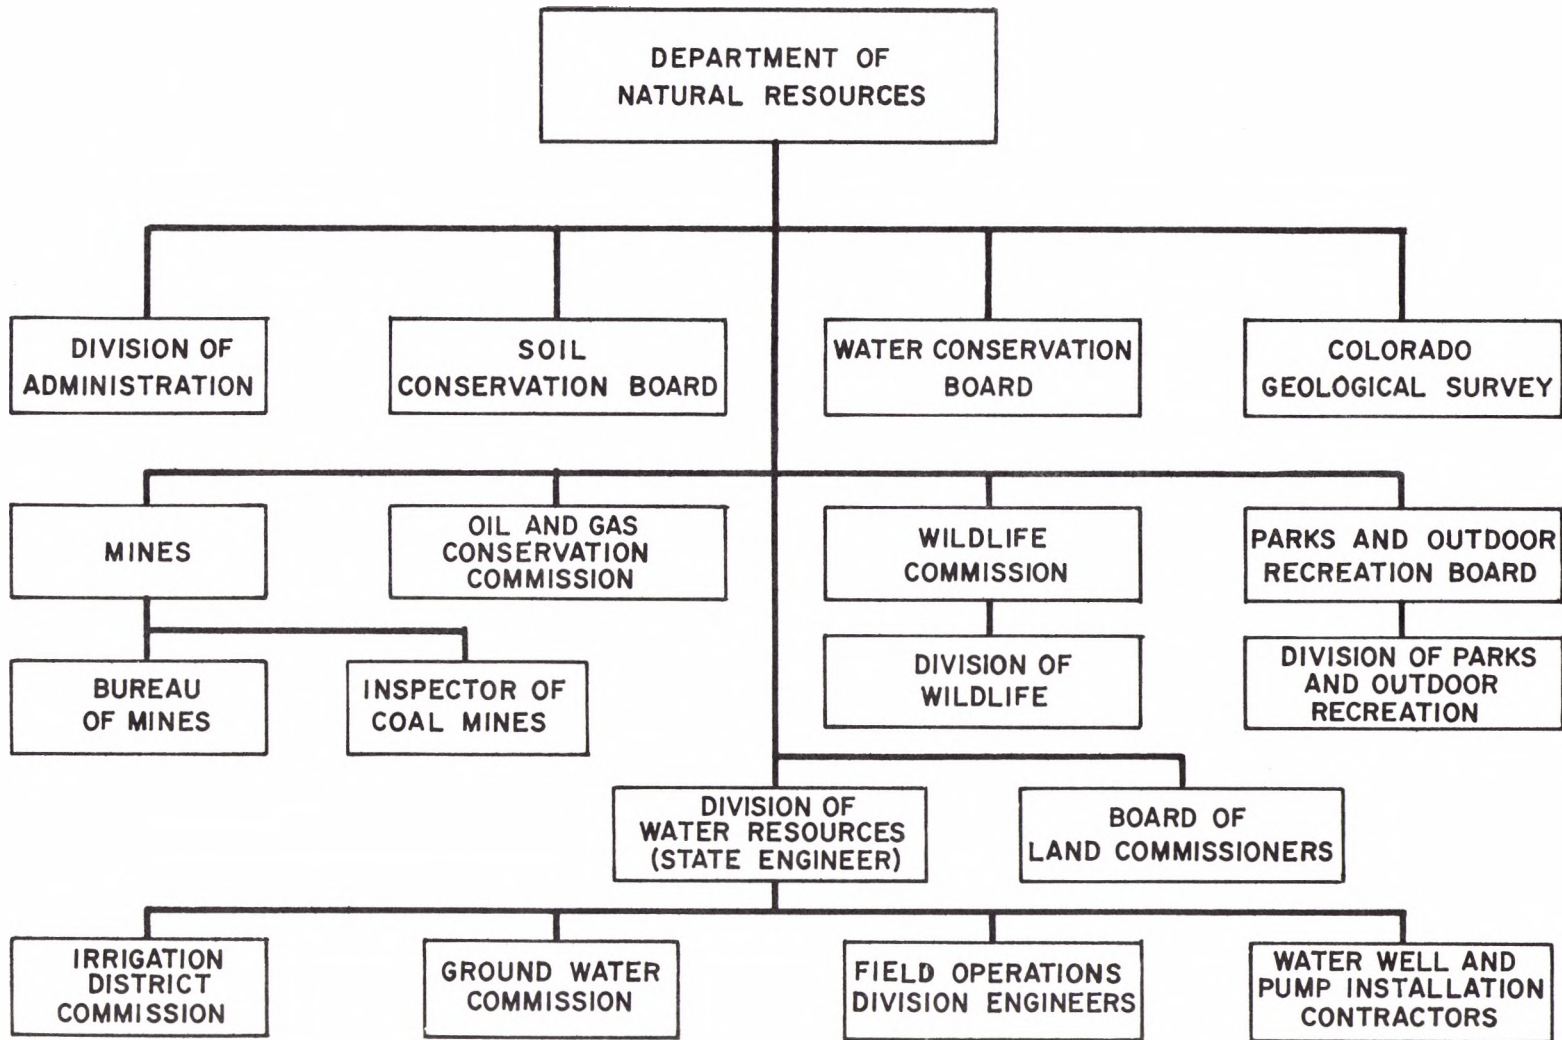 DEPARTMENT OF
NATURAL RESOURCES
DIVISION OF
ADMINISTRATION
SOIL
CONSERVATION BOARD
WATER CONSERVATION
BOARD
COLORADO
GEOLOGICAL SURVEY
MINES
OIL AND GAS
CONSERVATION
COMMISSION
WILDLIFE
COMMISSION
PARKS AND OUTDOOR
RECREATION BOARD
BUREAU
OF MINES
INSPECTOR OF
COAL MINES
DIVISION OF
WILDLIFE
DIVISION OF PARKS
AND OUTDOOR
RECREATION
DIVISION OF
WATER RESOURCES
(STATE ENGINEER)
BOARD OF
LAND COMMISSIONERS
IRRIGATION
DISTRICT
COMMISSION
GROUND WATER
COMMISSION
FIELD OPERATIONS
DIVISION ENGINEERS
WATER WELL AND
PUMP INSTALLATION
CONTRACTORS